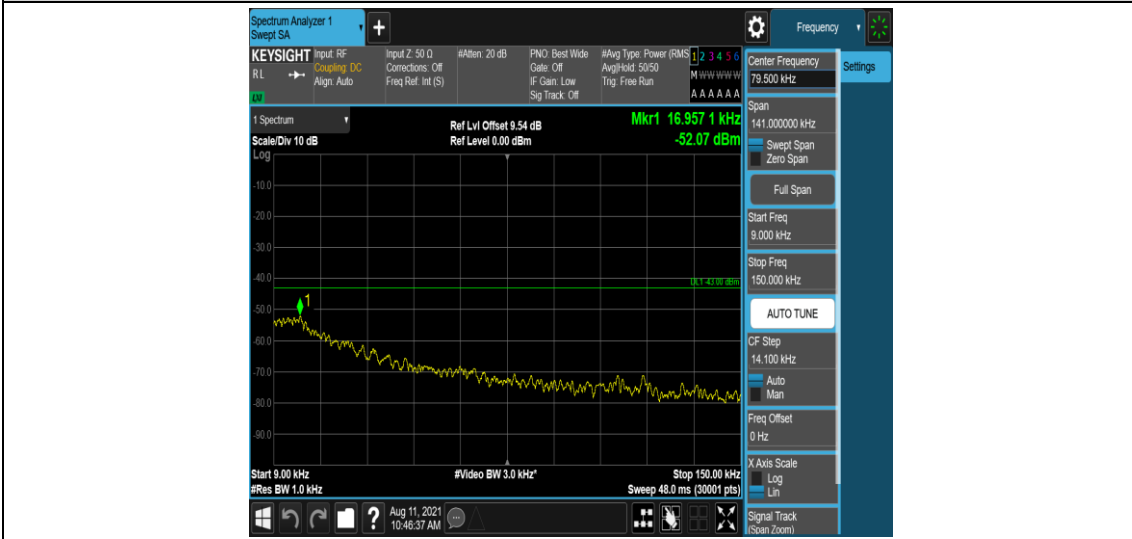 Spectrum Analyzer 1
Swept SA
+
Frequency
KEYSIGHT
RL
LXI
Input: RF
Coupling: DC
Align: Auto
Input Z: 50 Ω
Corrections: Off
Freq Ref: Int (S)
#Atten: 20 dB
PNO: Best Wide
Gate: Off
IF Gain: Low
Sig Track: Off
#Avg Type: Power (RMS
Avg|Hold: 50/50
Trig: Free Run
1 2 3 4 5 6
M W W W W W
A A A A A A
1 Spectrum
Scale/Div 10 dB
Log
Ref Lvl Offset 9.54 dB
Ref Level 0.00 dBm
Mkr1 16.957 1 kHz
-52.07 dBm
-10.0
-20.0
-30.0
-40.0
-50.0
-60.0
-70.0
-80.0
-90.0
DL1 -43.00 dBm
1
Start 9.00 kHz
#Res BW 1.0 kHz
#Video BW 3.0 kHz*
Stop 150.00 kHz
Sweep 48.0 ms (30001 pts)
?
Aug 11, 2021
10:46:37 AM
Center Frequency
79.500 kHz
Settings
Span
141.000000 kHz
Swept Span
Zero Span
Full Span
Start Freq
9.000 kHz
Stop Freq
150.000 kHz
AUTO TUNE
CF Step
14.100 kHz
Auto
Man
Freq Offset
0 Hz
X Axis Scale
Log
Lin
Signal Track
(Span Zoom)